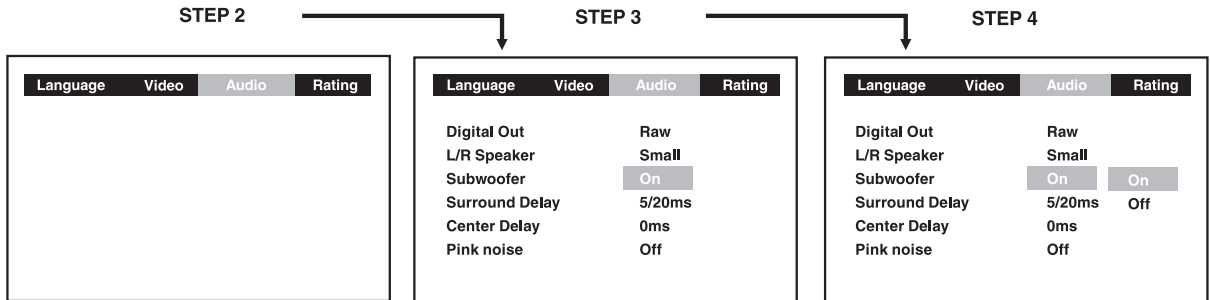 STEP 2 STEP 3 STEP 4
Language Video Audio Rating
Language Video Audio Rating
Digital Out Raw
L/R Speaker Small
Subwoofer On
Surround Delay 5/20ms
Center Delay 0ms
Pink noise Off
Language Video Audio Rating
Digital Out Raw
L/R Speaker Small
Subwoofer On On
Surround Delay 5/20ms Off
Center Delay 0ms
Pink noise Off